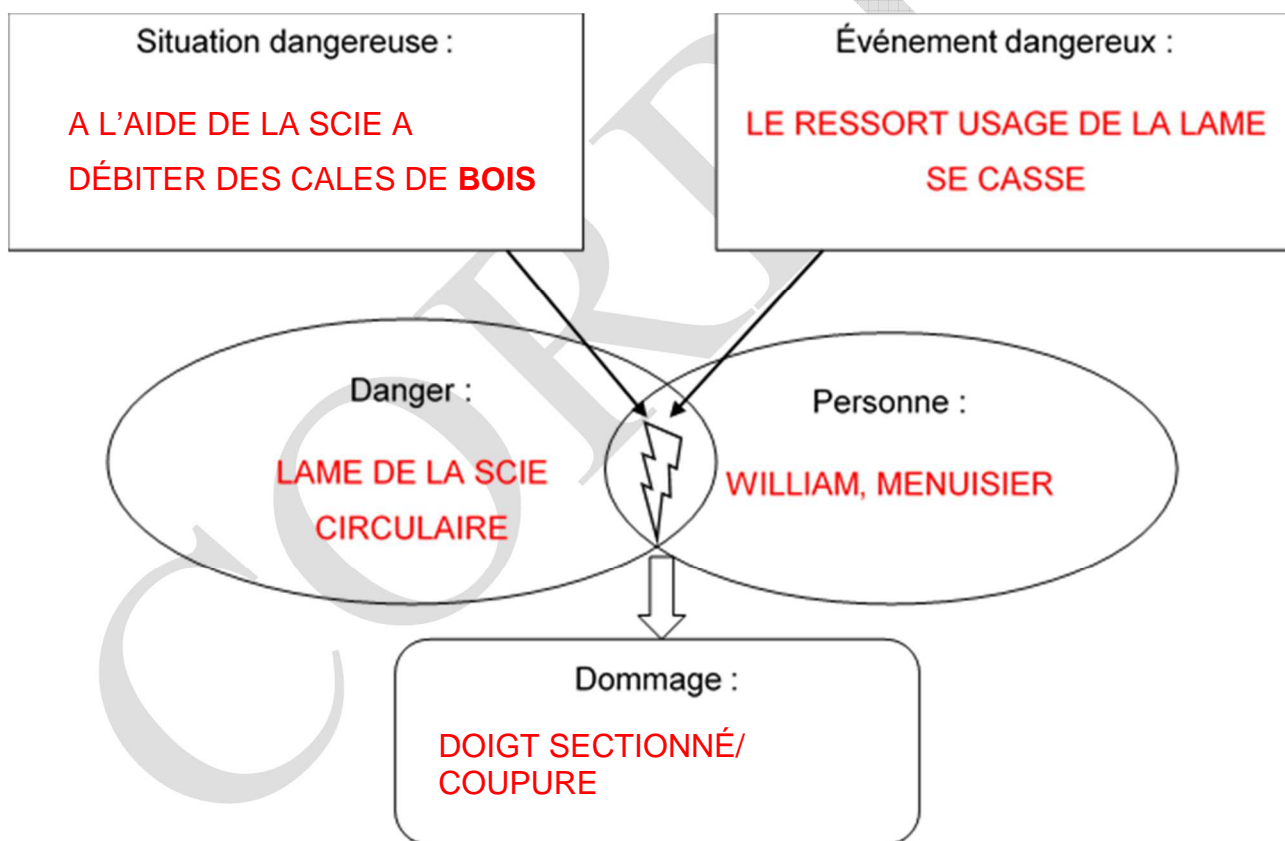 Situation dangereuse :
A L'AIDE DE LA SCIE A
DÉBITER DES CALES DE BOIS
Événement dangereux :
LE RESSORT USAGE DE LA LAME
SE CASSE
Danger :
LAME DE LA SCIE
CIRCULAIRE
Personne :
WILLIAM, MENUISIER
Dommage :
DOIGT SECTIONNÉ/
COUPURE